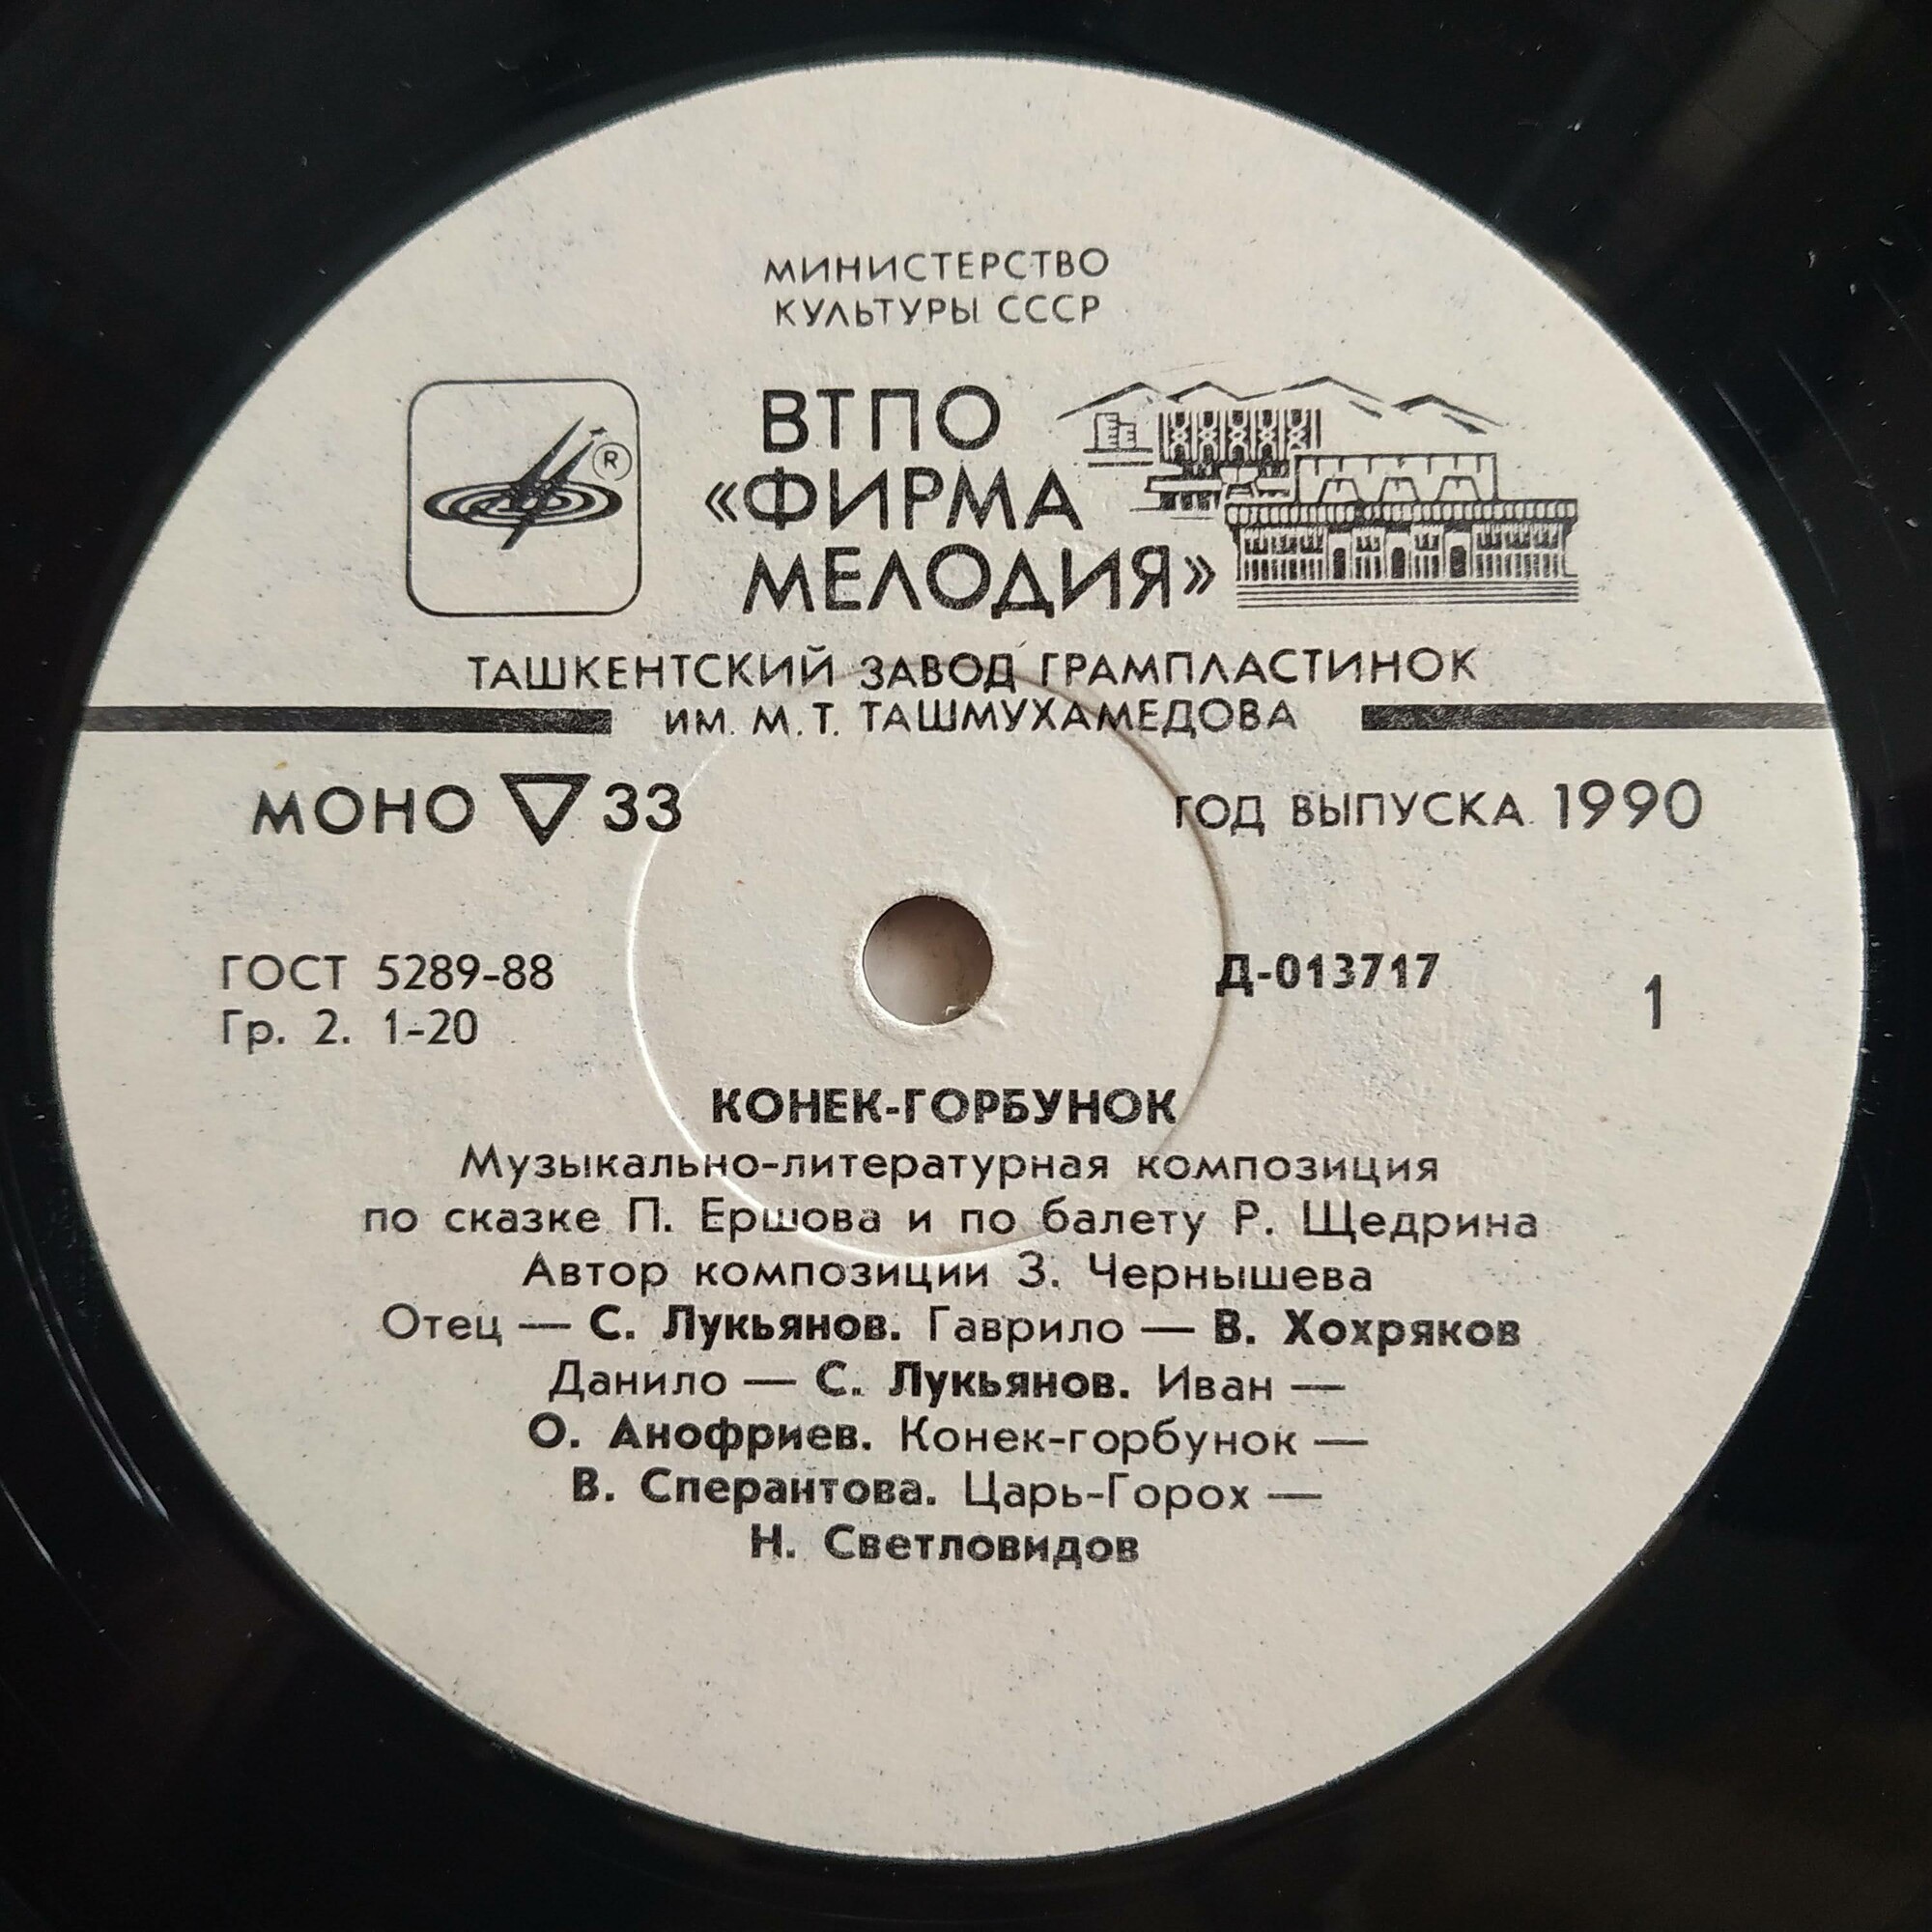 МИНИСТЕРСТВО
КУЛЬТУРЫ СССР
ВТПО
«ФИРМА
МЕЛОДИЯ»
R
ТАШКЕНТСКИЙ ЗАВОД ГРАМПЛАСТИНОК
ИМ. М. Т. ТАШМУХАМЕДОВА
МОНО 33
ГОД ВЫПУСКА 1990
ГОСТ 5289-88
Гр. 2. 1-20
Д-013717
1
КОНЕК-ГОРБУНОК
Музыкально-литературная композиция
по сказке П. Ершова и по балету Р. Щедрина
Автор композиции З. Чернышева
Отец — С. Лукьянов. Гаврило — В. Хохряков
Данило — С. Лукьянов. Иван —
О. Анофриев. Конек-горбунок —
В. Сперантова. Царь-Горох —
Н. Светловидов